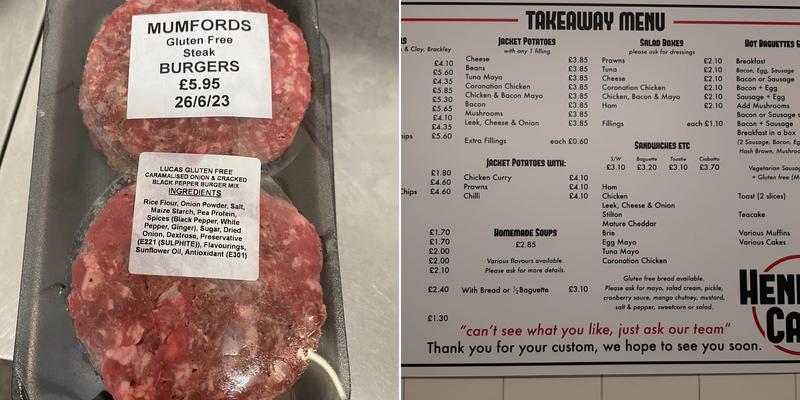 MUMFORDS
Gluten Free
Steak
BURGERS
£5.95
26/6/23
LUCAS GLUTEN FREE
CARAMALISED ONION & CRACKED
BLACK PEPPER BURGER MIX
INGREDIENTS
Rice Flour, Onion Powder, Salt,
Maize Starch, Pea Protein,
Spices (Black Pepper, White
Pepper, Ginger), Sugar, Dried
Onion, Dextrose, Preservative
(E221 (SULPHITE)), Flavourings,
Sunflower Oil, Antioxidant (E301)
TAKEAWAY MENU
& Clay, Brackley
£4.10
£5.60
£4.35
£5.85
£5.30
£5.65
£4.10
£4.35
£5.60
£1.80
£4.60
£4.35
£4.60
£1.70
£1.70
£2.00
£2.00
£2.10
£2.40
£1.30
JACKET POTATOES
with any 1 filling
Cheese £3.85
Beans £3.85
Tuna Mayo £3.85
Coronation Chicken £3.85
Chicken & Bacon Mayo £3.85
Bacon £3.85
Mushrooms £3.85
Leek, Cheese & Onion £3.85
Extra Fillings each £0.60
JACKET POTATOES WITH:
Chicken Curry £4.10
Prawns £4.10
Chilli £4.10
HOMEMADE SOUPS
£2.85
Various flavours available.
Please ask for more details.
With Bread or ½Baguette £3.10
SALAD BOXES
please ask for dressings
Prawns £2.10
Tuna £2.10
Cheese £2.10
Coronation Chicken £2.10
Chicken, Bacon & Mayo £2.10
Ham £2.10
Fillings each £1.10
SANDWICHES ETC
S/W Baguette Toastie Ciabatta
£3.10 £3.20 £3.10 £3.70
Ham
Chicken
Leek, Cheese & Onion
Stilton
Mature Cheddar
Brie
Egg Mayo
Tuna Mayo
Coronation Chicken
Gluten free bread available.
Please ask for mayo, salad cream, pickle,
cranberry sauce, mango chutney, mustard,
salt & pepper, sweetcorn or salad.
HOT BAGUETTES
Breakfast
Bacon, Egg, Sausage
Bacon or Sausage
Bacon + Egg
Sausage + Egg
Add Mushrooms
Bacon or Sausage
Bacon + Sausage
Breakfast in a box
(2 Sausage, Bacon,
Hash Brown,
Vegetarian
+ Gluten free
Toast (2 slices)
Teacake
Various Muffins
Various Cakes
"can't see what you like, just ask our team"
Thank you for your custom, we hope to see you soon.